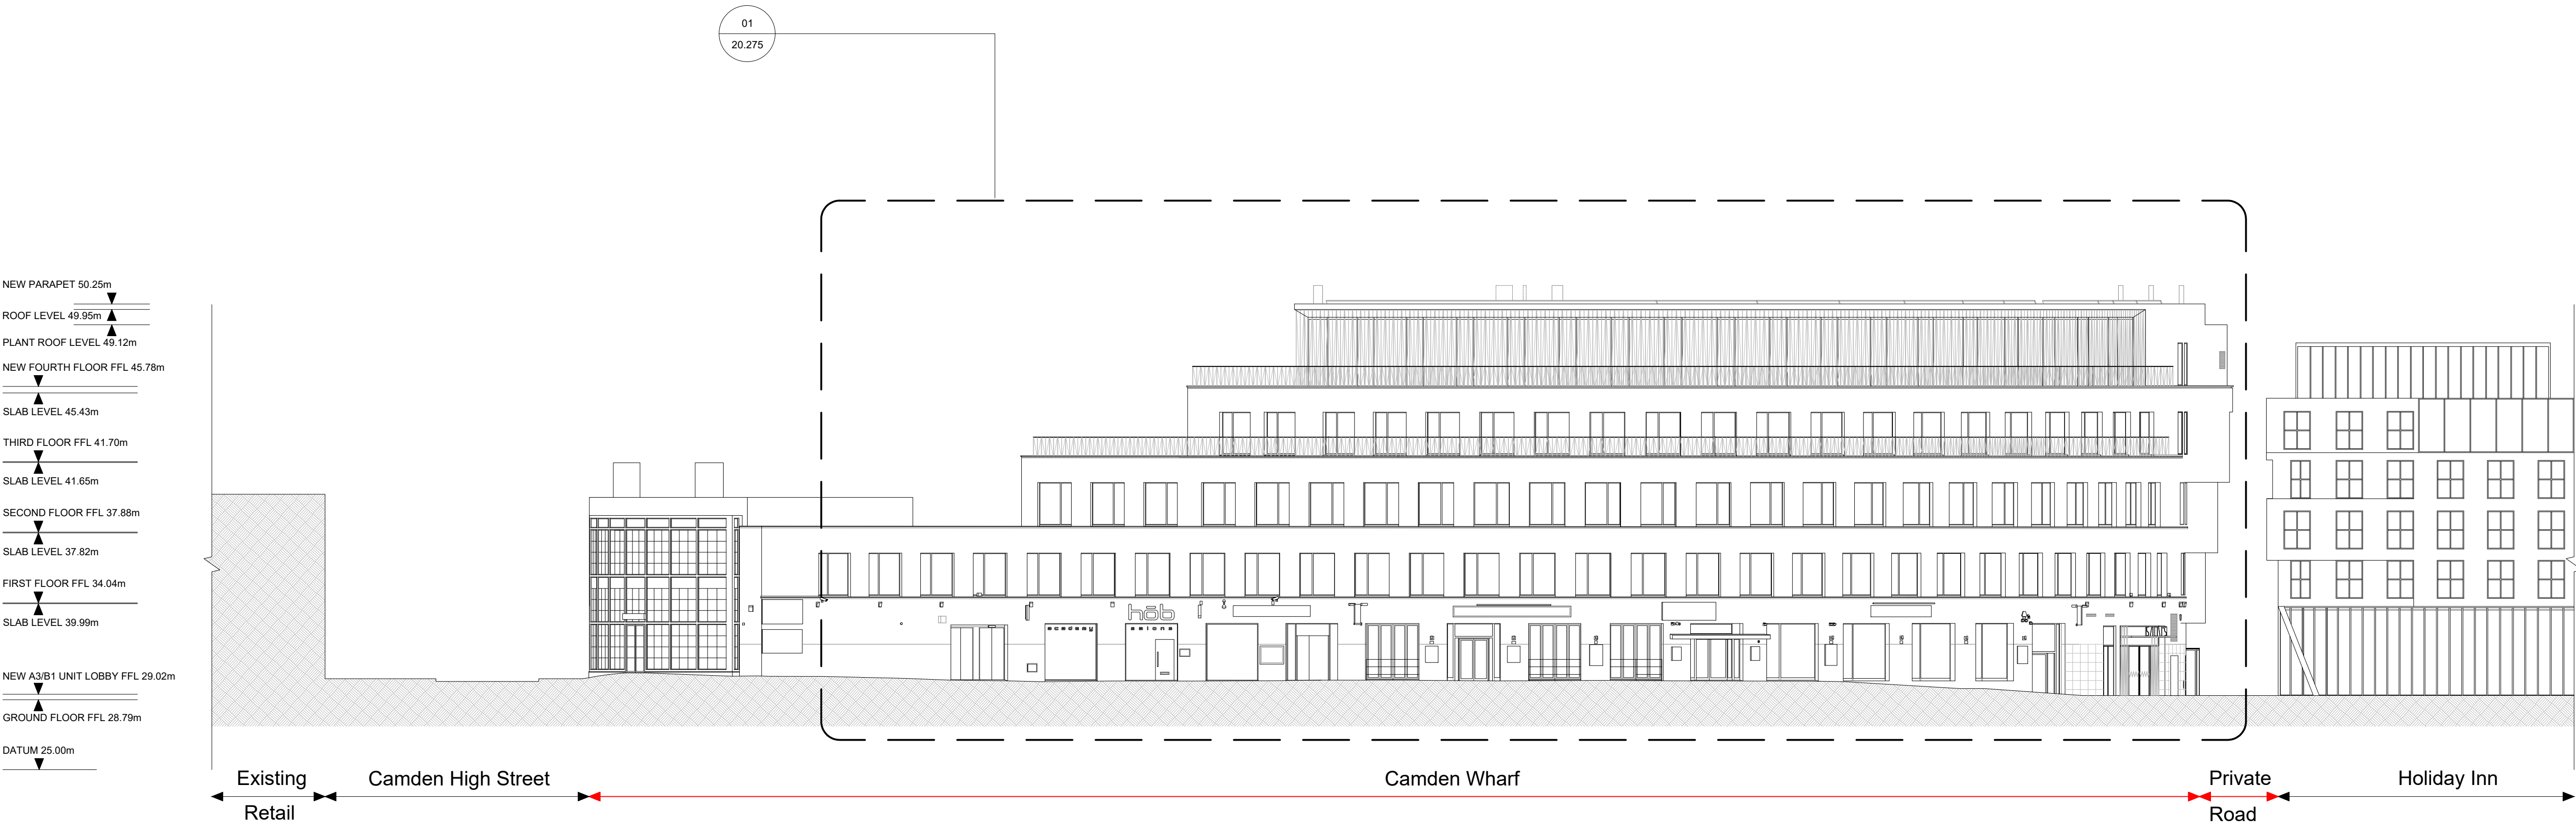 01
20.275
NEW PARAPET 50.25m
ROOF LEVEL 49.95m
PLANT ROOF LEVEL 49.12m
NEW FOURTH FLOOR FFL 45.78m
SLAB LEVEL 45.43m
THIRD FLOOR FFL 41.70m
SLAB LEVEL 41.65m
SECOND FLOOR FFL 37.88m
SLAB LEVEL 37.82m
FIRST FLOOR FFL 34.04m
SLAB LEVEL 39.99m
NEW A3/B1 UNIT LOBBY FFL 29.02m
GROUND FLOOR FFL 28.79m
DATUM 25.00m
hōb
academy
salons
Existing
Retail
Camden High Street
Camden Wharf
Private
Road
Holiday Inn